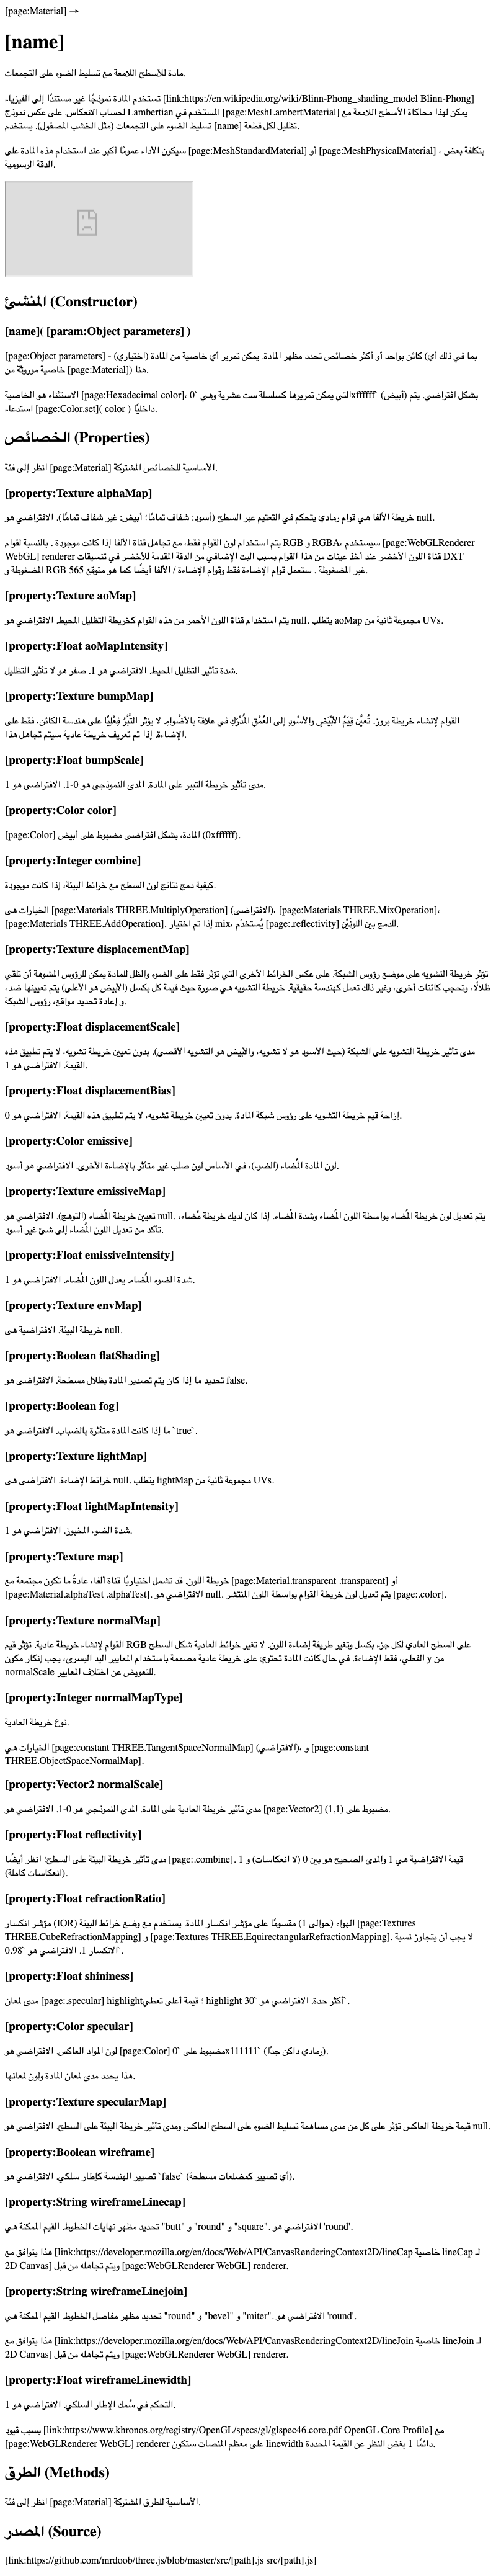 [page:Material] →
[name]
مادة للأسطح اللامعة مع تسليط الضوء على التجمعات.
تستخدم المادة نموذجًا غير مستندًا إلى الفيزياء [link:https://en.wikipedia.org/wiki/Blinn-Phong_shading_model Blinn-Phong]
لحساب الانعكاس. على عكس نموذج Lambertian المستخدم في [page:MeshLambertMaterial] يمكن لهذا محاكاة الأسطح اللامعة مع
تسليط الضوء على التجمعات (مثل الخشب المصقول). يستخدم [name] تظليل لكل قطعة.
سيكون الأداء عمومًا أكبر عند استخدام هذه المادة على [page:MeshStandardMaterial] أو [page:MeshPhysicalMaterial] ، بتكلفة بعض
الدقة الرسومية.
المنشئ (Constructor)
[name]( [param:Object parameters] )
[page:Object parameters] - (اختياري) كائن بواحد أو أكثر خصائص تحدد مظهر المادة. يمكن تمرير أي خاصية من المادة (بما في ذلك أي
خاصية موروثة من [page:Material]) هنا.
الاستثناء هو الخاصية [page:Hexadecimal color]، التي يمكن تمريرها كسلسلة ست عشرية وهي `0xffffff` (أبيض) بشكل افتراضي. يتم
استدعاء [page:Color.set]( color ) داخليًا.
الخصائص (Properties)
انظر إلى فئة [page:Material] الأساسية للخصائص المشتركة.
[property:Texture alphaMap]
خريطة الألفا هي قوام رمادي يتحكم في التعتيم عبر السطح (أسود: شفاف تمامًا؛ أبيض: غير شفاف تمامًا). الافتراضي هو null.
يتم استخدام لون القوام فقط، مع تجاهل قناة الألفا إذا كانت موجودة . بالنسبة لقوام RGB و RGBA، سيستخدم [page:WebGLRenderer
WebGL] renderer قناة اللون الأخضر عند أخذ عينات من هذا القوام بسبب البت الإضافي من الدقة المقدمة للأخضر في تنسيقات DXT
المضغوطة و RGB 565 غير المضغوطة . ستعمل قوام الإضاءة فقط وقوام الإضاءة / الألفا أيضًا كما هو متوقع.
[property:Texture aoMap]
يتم استخدام قناة اللون الأحمر من هذه القوام كخريطة التظليل المحيط. الافتراضي هو null. يتطلب aoMap مجموعة ثانية من UVs.
[property:Float aoMapIntensity]
شدة تأثير التظليل المحيط. الافتراضي هو 1. صفر هو لا تأثير التظليل.
[property:Texture bumpMap]
القوام لإنشاء خريطة بروز. تُعيَّن قِيَمُ الأبْيَضِ والأسْوَدِ إلى العُمْقِ المُدْرَكِ في علاقة بالأضْواءِ. لا يؤثر النَّبْرُ فِعْلِيًّا على هندسة الكائن، فقط على
الإضاءة. إذا تم تعريف خريطة عادية سيتم تجاهل هذا.
[property:Float bumpScale]
مدى تأثير خريطة النبير على المادة. المدى النموذجي هو 0-1. الافتراضي هو 1.
[property:Color color]
[page:Color] المادة، بشكل افتراضي مضبوط على أبيض (0xffffff).
[property:Integer combine]
كيفية دمج نتائج لون السطح مع خرائط البيئة، إذا كانت موجودة.
الخيارات هي [page:Materials THREE.MultiplyOperation] (الافتراضي)، [page:Materials THREE.MixOperation]،
[page:Materials THREE.AddOperation]. إذا تم اختيار mix، يُستخدَم [page:.reflectivity] للدمج بين اللونَيْنِ.
[property:Texture displacementMap]
تؤثر خريطة التشويه على موضع رؤوس الشبكة. على عكس الخرائط الأخرى التي تؤثر فقط على الضوء والظل للمادة يمكن للرؤوس المشوهة أن تلقي
ظلالًا، وتحجب كائنات أخرى، وغير ذلك تعمل كهندسة حقيقية. خريطة التشويه هي صورة حيث قيمة كل بكسل (الأبيض هو الأعلى) يتم تعيينها ضد،
و إعادة تحديد مواقع، رؤوس الشبكة.
[property:Float displacementScale]
مدى تأثير خريطة التشويه على الشبكة (حيث الأسود هو لا تشويه، والأبيض هو التشويه الأقصى). بدون تعيين خريطة تشويه، لا يتم تطبيق هذه
القيمة. الافتراضي هو 1.
[property:Float displacementBias]
إزاحة قيم خريطة التشويه على رؤوس شبكة المادة. بدون تعيين خريطة تشويه، لا يتم تطبيق هذه القيمة. الافتراضي هو 0.
[property:Color emissive]
لون المادة المُضاء (الضوء)، في الأساس لون صلب غير متأثر بالإضاءة الأخرى. الافتراضي هو أسود.
[property:Texture emissiveMap]
تعيين خريطة المُضاء (التوهج). الافتراضي هو null. يتم تعديل لون خريطة المُضاء بواسطة اللون المُضاء وشدة المُضاء. إذا كان لديك خريطة مُضاء،
تأكد من تعديل اللون المُضاء إلى شئ غير أسود.
[property:Float emissiveIntensity]
شدة الضوء المُضاء. يعدل اللون المُضاء. الافتراضي هو 1.
[property:Texture envMap]
خريطة البيئة. الافتراضية هي null.
[property:Boolean flatShading]
تحديد ما إذا كان يتم تصدير المادة بظلال مسطحة. الافتراضي هو false.
[property:Boolean fog]
ما إذا كانت المادة متأثرة بالضباب. الافتراضي هو `true`.
[property:Texture lightMap]
خرائط الإضاءة. الافتراضي هي null. يتطلب lightMap مجموعة ثانية من UVs.
[property:Float lightMapIntensity]
شدة الضوء المخبوز. الافتراضي هو 1.
[property:Texture map]
خريطة اللون. قد تشمل اختياريًا قناة ألفا، عادةً ما تكون مجتمعة مع [page:Material.transparent .transparent] أو
[page:Material.alphaTest .alphaTest]. الافتراضي هو null. يتم تعديل لون خريطة القوام بواسطة اللون المنتشر [page:.color].
[property:Texture normalMap]
القوام لإنشاء خريطة عادية. تؤثر قيم RGB على السطح العادي لكل جزء بكسل وتغير طريقة إضاءة اللون. لا تغير خرائط العادية شكل السطح
الفعلي، فقط الإضاءة. في حال كانت المادة تحتوي على خريطة عادية مصممة باستخدام المعايير اليد اليسرى، يجب إنكار مكون y من
normalScale للتعويض عن اختلاف المعايير.
[property:Integer normalMapType]
نوع خريطة العادية.
الخيارات هي [page:constant THREE.TangentSpaceNormalMap] (الافتراضي)، و [page:constant
THREE.ObjectSpaceNormalMap].
[property:Vector2 normalScale]
مدى تأثير خريطة العادية على المادة. المدى النموذجي هو 0-1. الافتراضي هو [page:Vector2] مضبوط على (1,1).
[property:Float reflectivity]
مدى تأثير خريطة البيئة على السطح؛ انظر أيضًا [page:.combine]. قيمة الافتراضية هي 1 والمدى الصحيح هو بين 0 (لا انعكاسات) و 1
(انعكاسات كاملة).
[property:Float refractionRatio]
مؤشر انكسار (IOR) الهواء (حوالي 1) مقسومًا على مؤشر انكسار المادة. يستخدم مع وضع خرائط البيئة [page:Textures
THREE.CubeRefractionMapping] و [page:Textures THREE.EquirectangularRefractionMapping]. لا يجب أن يتجاوز نسبة
الانكسار 1. الافتراضي هو `0.98`.
[property:Float shininess]
مدى لمعان [page:.specular] highlight؛ قيمة أعلى تعطي highlight أكثر حدة. الافتراضي هو `30`.
[property:Color specular]
لون المواد العاكس. الافتراضي هو [page:Color] مضبوط على `0x111111` (رمادي داكن جدًا).
هذا يحدد مدى لمعان المادة ولون لمعانها.
[property:Texture specularMap]
قيمة خريطة العاكس تؤثر على كل من مدى مساهمة تسليط الضوء على السطح العاكس ومدى تأثير خريطة البيئة على السطح. الافتراضي هو null.
[property:Boolean wireframe]
تصيير الهندسة كإطار سلكي. الافتراضي هو `false` (أي تصيير كمضلعات مسطحة).
[property:String wireframeLinecap]
تحديد مظهر نهايات الخطوط. القيم الممكنة هي "butt" و "round" و "square". الافتراضي هو 'round'.
هذا يتوافق مع [link:https://developer.mozilla.org/en/docs/Web/API/CanvasRenderingContext2D/lineCap خاصية lineCap لـ
2D Canvas] ويتم تجاهله من قبل [page:WebGLRenderer WebGL] renderer.
[property:String wireframeLinejoin]
تحديد مظهر مفاصل الخطوط. القيم الممكنة هي "round" و "bevel" و "miter". الافتراضي هو 'round'.
هذا يتوافق مع [link:https://developer.mozilla.org/en/docs/Web/API/CanvasRenderingContext2D/lineJoin خاصية lineJoin لـ
2D Canvas] ويتم تجاهله من قبل [page:WebGLRenderer WebGL] renderer.
[property:Float wireframeLinewidth]
التحكم في سُمك الإطار السلكي. الافتراضي هو 1.
بسبب قيود [link:https://www.khronos.org/registry/OpenGL/specs/gl/glspec46.core.pdf OpenGL Core Profile] مع
[page:WebGLRenderer WebGL] renderer على معظم المنصات ستكون linewidth دائمًا 1 بغض النظر عن القيمة المحددة.
الطرق (Methods)
انظر إلى فئة [page:Material] الأساسية للطرق المشتركة.
المصدر (Source)
[link:https://github.com/mrdoob/three.js/blob/master/src/[path].js src/[path].js]